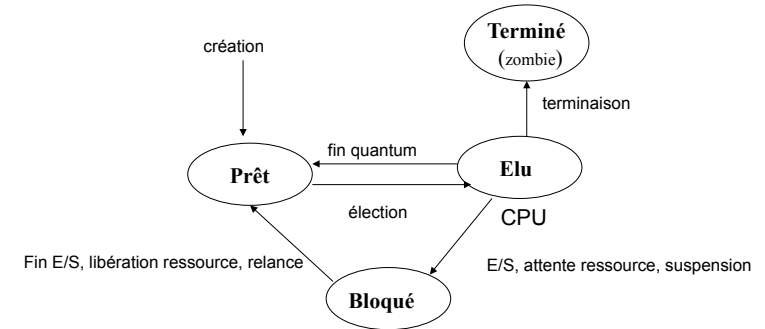 Terminé
(zombie)
création
terminaison
fin quantum
Prêt
Elu
élection
CPU
Fin E/S, libération ressource, relance
E/S, attente ressource, suspension
Bloqué